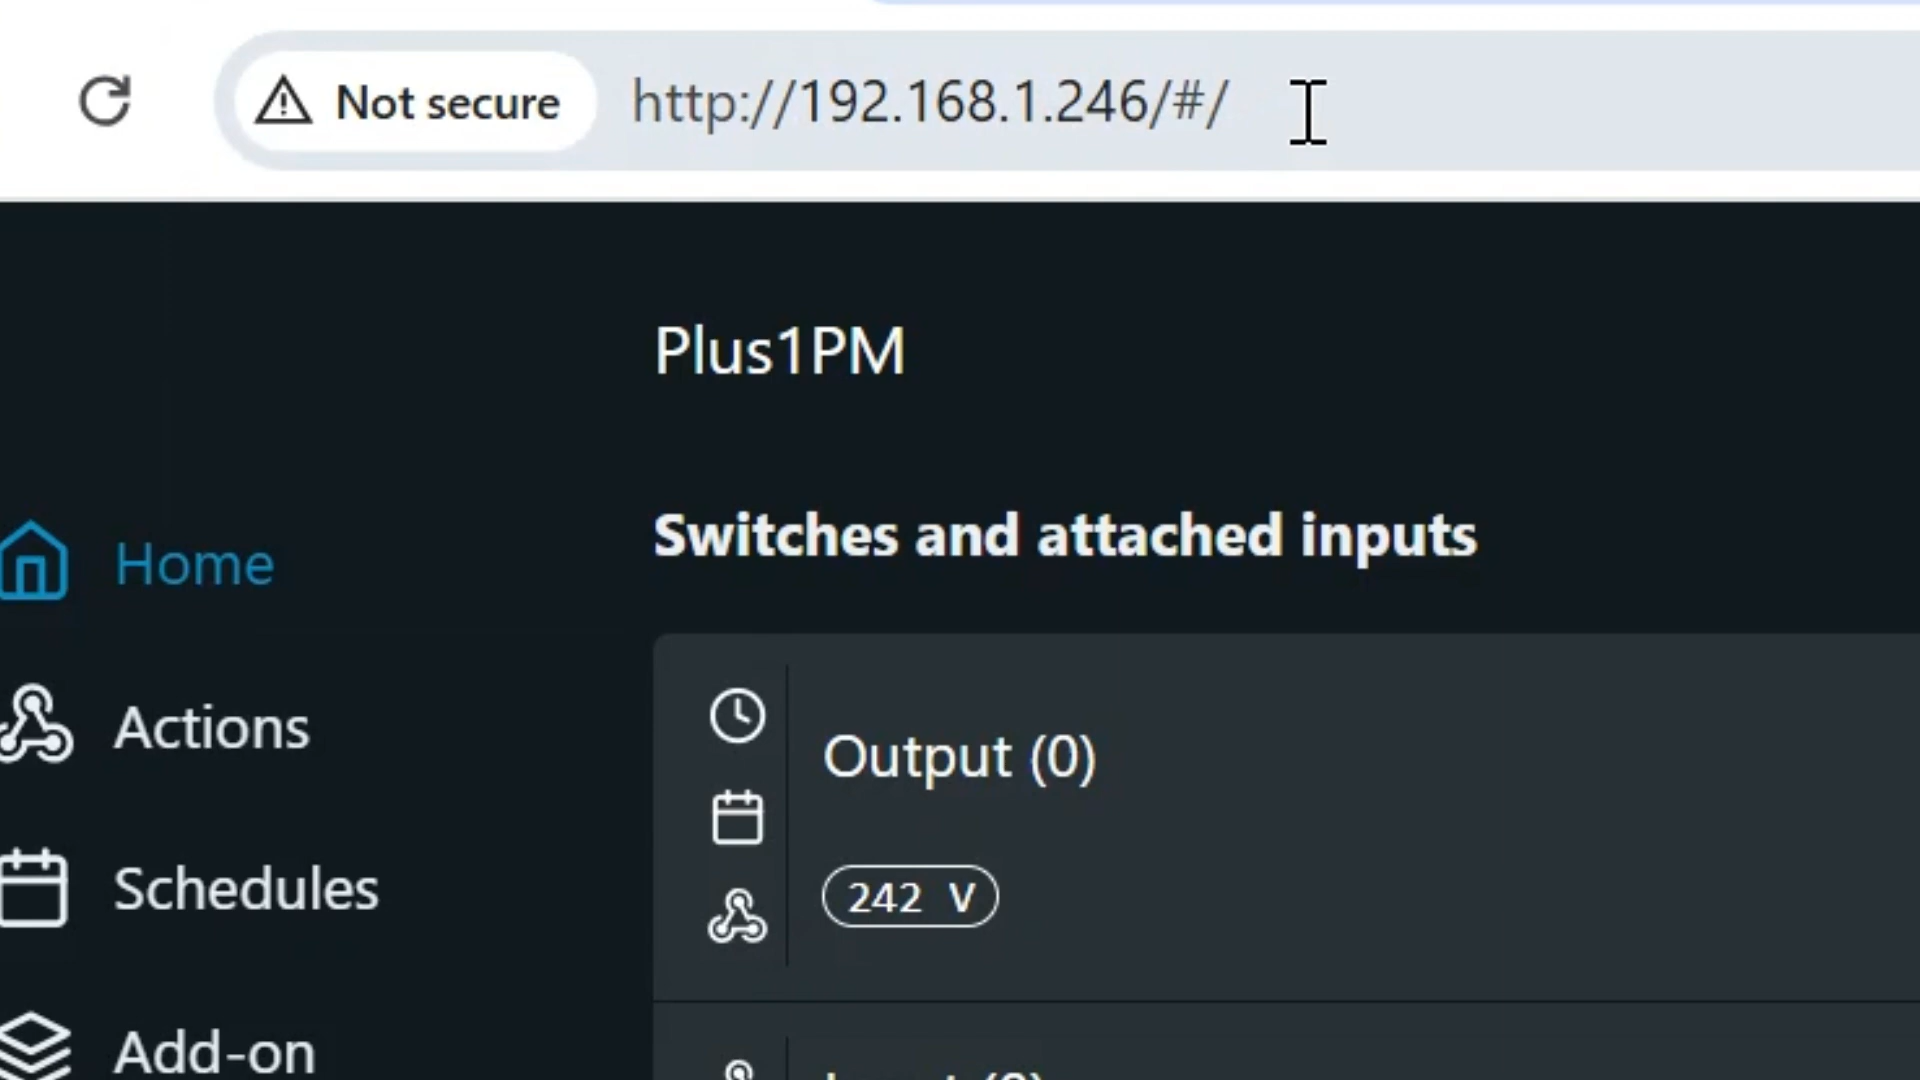 Not secure http://192.168.1.246/#/
Plus1PM
Switches and attached inputs
Home
Actions
Output (0)
Schedules
242 V
Add-on